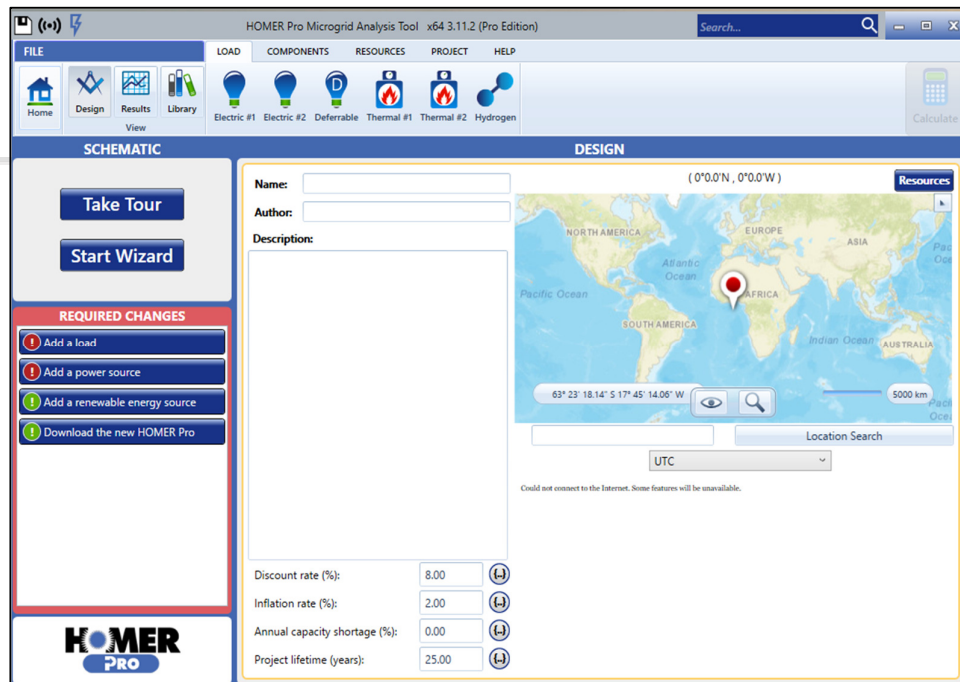 HOMER Pro Microgrid Analysis Tool x64 3.11.2 (Pro Edition)
Search...
FILE
LOAD COMPONENTS RESOURCES PROJECT HELP
Home
Design Results Library
View
Electric #1 Electric #2 Deferrable Thermal #1 Thermal #2 Hydrogen
Calculate
SCHEMATIC
Take Tour
Start Wizard
REQUIRED CHANGES
Add a load
Add a power source
Add a renewable energy source
Download the new HOMER Pro
HOMER
PRO
DESIGN
Name:
Author:
Description:
Discount rate (%): 8.00 {..}
Inflation rate (%): 2.00 {..}
Annual capacity shortage (%): 0.00 {..}
Project lifetime (years): 25.00 {..}
( 0°0.0'N , 0°0.0'W )
Resources
NORTH AMERICA
EUROPE
ASIA
Atlantic
Ocean
Pacific Ocean
AFRICA
SOUTH AMERICA
Indian Ocean
AUSTRALIA
63° 23' 18.14" S 17° 45' 14.06" W
5000 km
Location Search
UTC
Could not connect to the Internet. Some features will be unavailable.